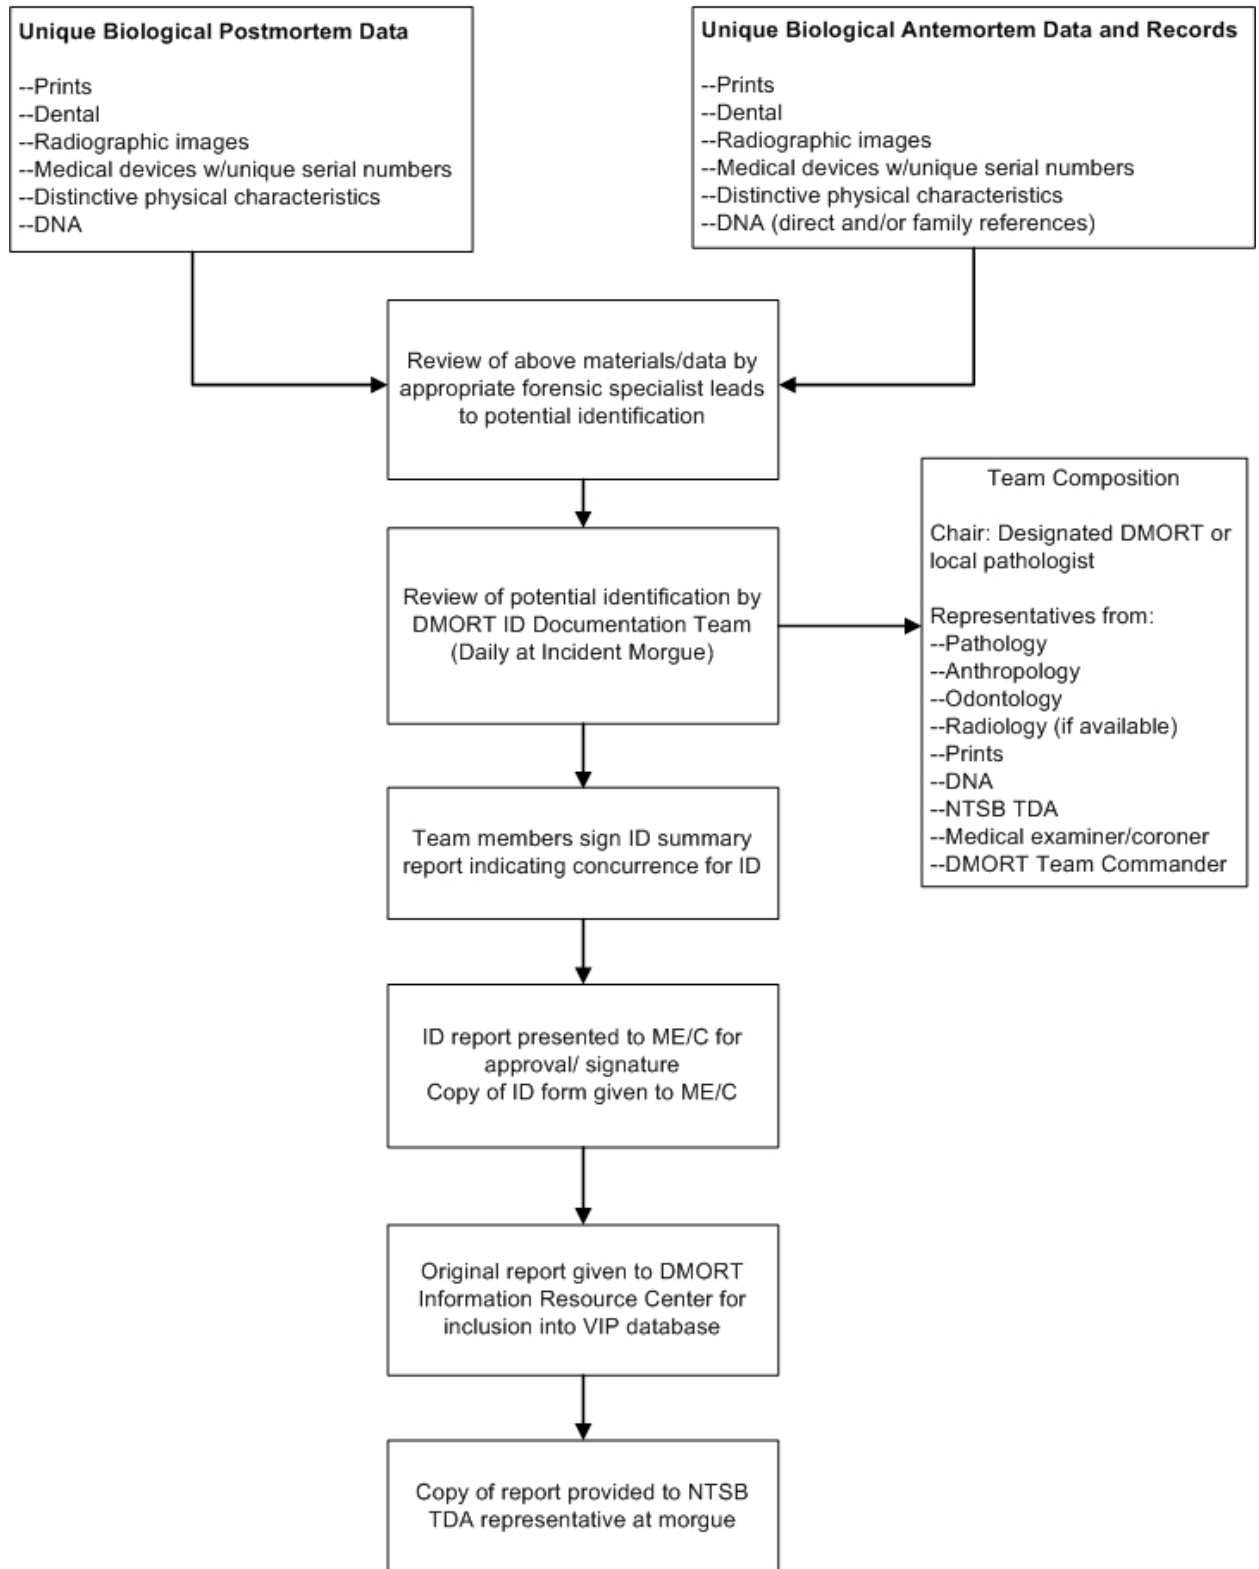 Unique Biological Postmortem Data
--Prints
--Dental
--Radiographic images
--Medical devices w/unique serial numbers
--Distinctive physical characteristics
--DNA
Unique Biological Antemortem Data and Records
--Prints
--Dental
--Radiographic images
--Medical devices w/unique serial numbers
--Distinctive physical characteristics
--DNA (direct and/or family references)
Review of above materials/data by
appropriate forensic specialist leads
to potential identification
Review of potential identification by
DMORT ID Documentation Team
(Daily at Incident Morgue)
Team Composition
Chair: Designated DMORT or
local pathologist
Representatives from:
--Pathology
--Anthropology
--Odontology
--Radiology (if available)
--Prints
--DNA
--NTSB TDA
--Medical examiner/coroner
--DMORT Team Commander
Team members sign ID summary
report indicating concurrence for ID
ID report presented to ME/C for
approval/ signature
Copy of ID form given to ME/C
Original report given to DMORT
Information Resource Center for
inclusion into VIP database
Copy of report provided to NTSB
TDA representative at morgue